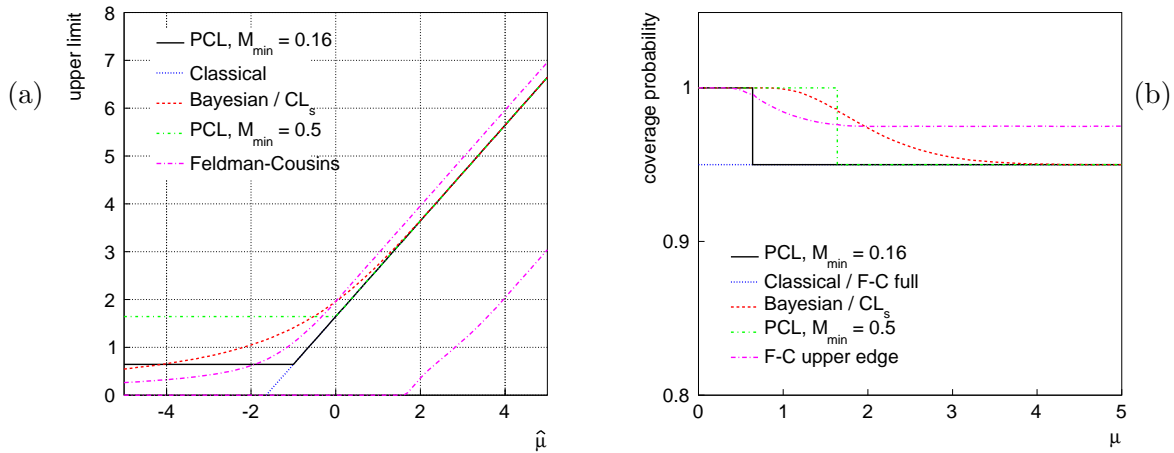 (a)
upper limit
8
7
6
5
4
3
2
1
0
-4
-2
0
2
4
μ̂
PCL, M_min = 0.16
Classical
Bayesian / CL_s
PCL, M_min = 0.5
Feldman-Cousins
(b)
coverage probability
1
0.9
0.8
0
1
2
3
4
5
μ
PCL, M_min = 0.16
Classical / F-C full
Bayesian / CL_s
PCL, M_min = 0.5
F-C upper edge